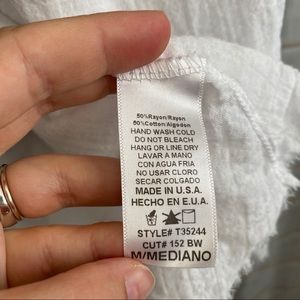 50%Rayon/Rayon
50%Cotton/Algodon
HAND WASH COLD
DO NOT BLEACH
HANG OR LINE DRY
LAVAR A MANO
CON AGUA FRIA
NO USAR CLORO
SECAR COLGADO
MADE IN U.S.A.
HECHO EN E.U.A.
STYLE# T35244
CUT# 152 BW
M/MEDIANO